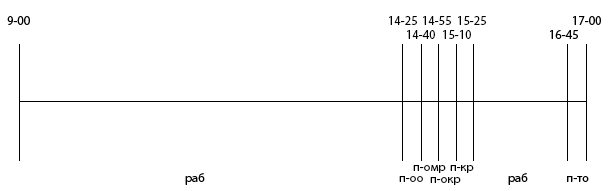 9-00 14-25 14-55 15-25 17-00
14-40 15-10 16-45
п-омр п-кр
раб п-оо п-окр раб п-то